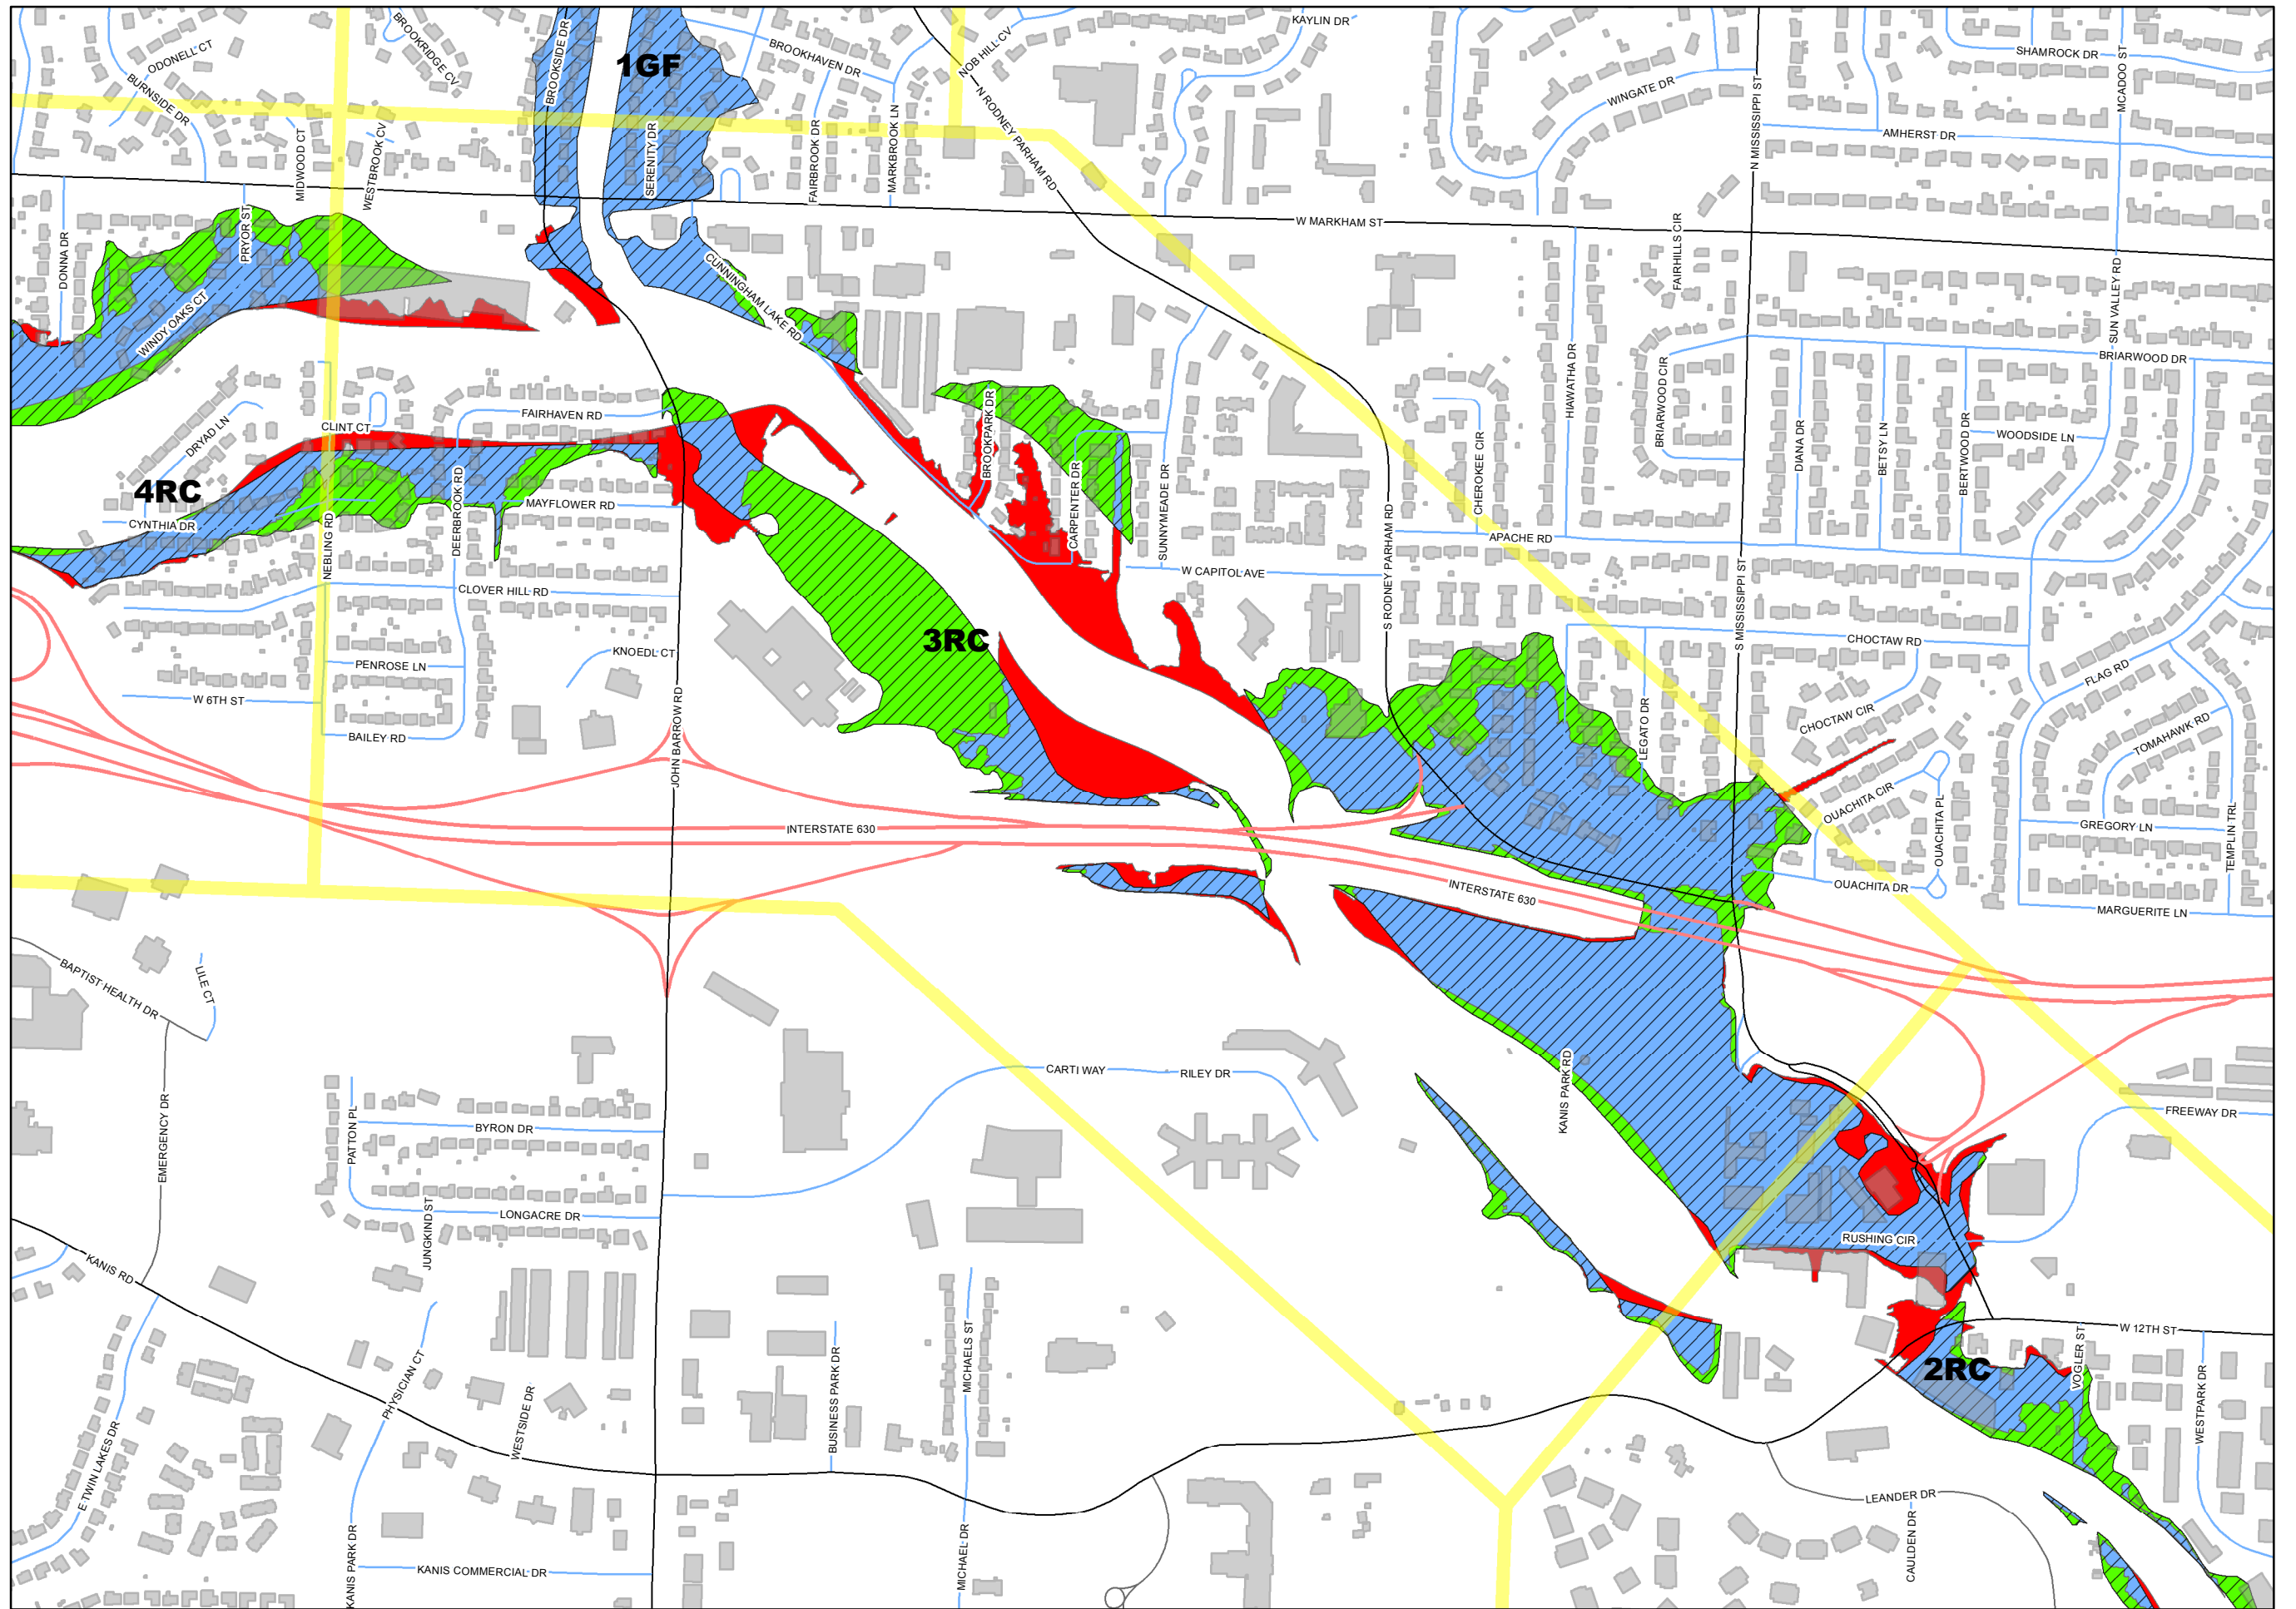 BROOKRIDGE CV
ODONELL CT
BURNSIDE DR
BROOKSIDE DR
1GF
BROOKHAVEN DR
NOB HILL CV
KAYLIN DR
N RODNEY PARHAM RD
WINGATE DR
N MISSISSIPPI ST
SHAMROCK DR
MCADOO ST
AMHERST DR
MIDWOOD CT
WESTBROOK CV
SERENITY DR
FAIRBROOK DR
MARKBROOK LN
W MARKHAM ST
DONNA DR
PRYOR ST
WINDY OAKS CT
CUNNINGHAM LAKE RD
FAIRHILLS CIR
SUN VALLEY RD
BRIARWOOD DR
HIAWATHA DR
BRIARWOOD CIR
DIANA DR
BETSY LN
BERTWOOD DR
WOODSIDE LN
CHEROKEE CIR
DRYAD LN
CLINT CT
FAIRHAVEN RD
BROOKPARK DR
CARPENTER DR
SUNNYMEADE DR
4RC
CYNTHIA DR
NEBLING RD
DEERBROOK RD
MAYFLOWER RD
S RODNEY PARHAM RD
APACHE RD
W CAPITOL AVE
CLOVER HILL RD
3RC
KNOEDL CT
PENROSE LN
W 6TH ST
BAILEY RD
JOHN BARROW RD
S MISSISSIPPI ST
CHOCTAW RD
FLAG RD
LEGATO DR
CHOCTAW CIR
TOMAHAWK RD
OUACHITA CIR
OUACHITA PL
GREGORY LN
TEMPLIN TRL
OUACHITA DR
MARGUERITE LN
INTERSTATE 630
INTERSTATE 630
BAPTIST HEALTH DR
LILE CT
EMERGENCY DR
PATTON PL
BYRON DR
LONGACRE DR
JUNGKIND ST
CARTI WAY
RILEY DR
KANIS PARK RD
FREEWAY DR
RUSHING CIR
KANIS RD
W 12TH ST
2RC
VOGLER ST
WESTPARK DR
PHYSICIAN CT
WESTSIDE DR
BUSINESS PARK DR
MICHAELS ST
E TWIN LAKES DR
LEANDER DR
CAULDEN DR
KANIS PARK DR
KANIS COMMERCIAL DR
MICHAEL DR